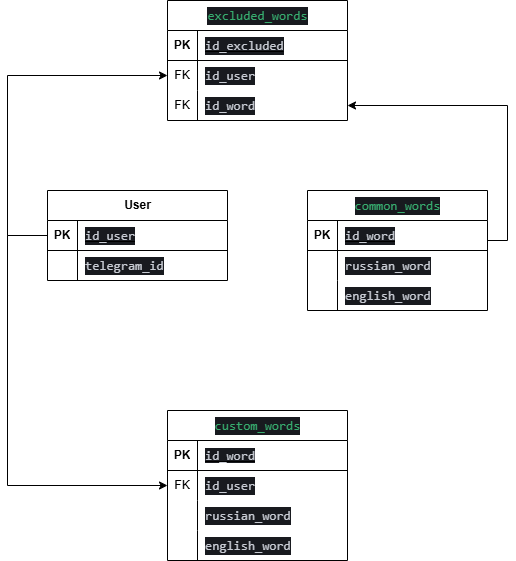 excluded_words
PK id_excluded
FK id_user
FK id_word
User
PK id_user
telegram_id
common_words
PK id_word
russian_word
english_word
custom_words
PK id_word
FK id_user
russian_word
english_word